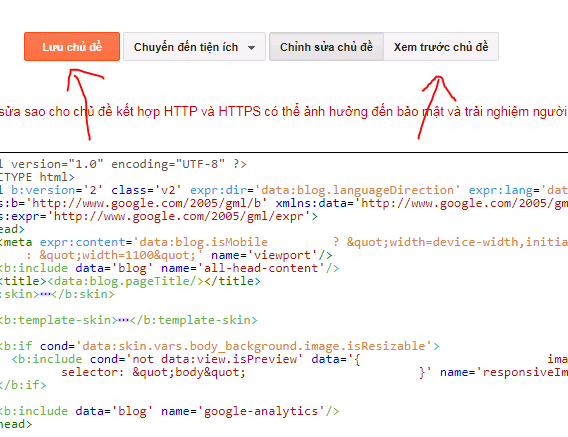 Lưu chủ đề Chuyển đến tiện ích Chỉnh sửa chủ đề Xem trước chủ đề
sửa sao cho chủ đề kết hợp HTTP và HTTPS có thể ảnh hưởng đến bảo mật và trải nghiệm người
l version="1.0" encoding="UTF-8" ?>
CTYPE html>
l b:version='2' class='v2' expr:dir='data:blog.languageDirection' expr:lang='dat
s:b='http://www.google.com/2005/gml/b' xmlns:data='http://www.google.com/2005/gm
s:expr='http://www.google.com/2005/gml/expr'>
ead>
<meta expr:content='data:blog.isMobile ? &quot;width=device-width,initia
: &quot;width=1100&quot;' name='viewport'/>
<b:include data='blog' name='all-head-content'/>
<title><data:blog.pageTitle/></title>
:skin>⋯</b:skin>
<b:template-skin>⋯</b:template-skin>
<b:if cond='data:skin.vars.body_background.image.isResizable'>
<b:include cond='not data:view.isPreview' data='{ ima
selector: &quot;body&quot; }' name='responsiveIm
</b:if>
<b:include data='blog' name='google-analytics'/>
head>